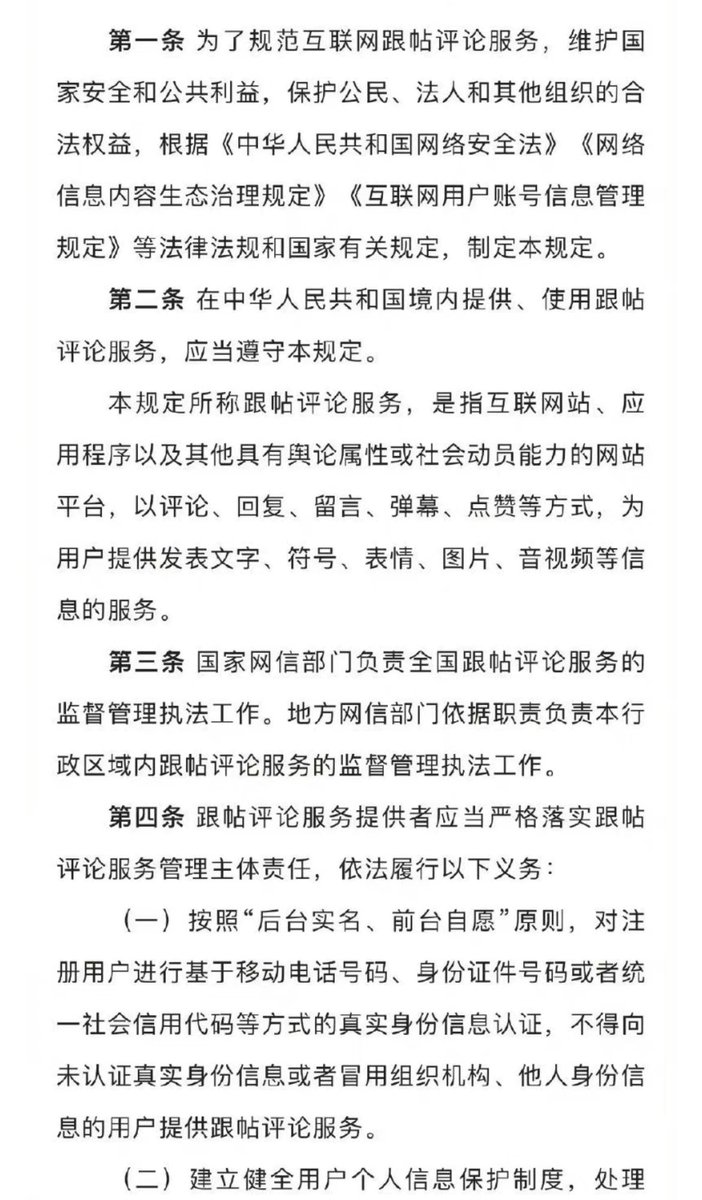 第一条 为了规范互联网跟帖评论服务，维护国
家安全和公共利益，保护公民、法人和其他组织的合
法权益，根据《中华人民共和国网络安全法》《网络
信息内容生态治理规定》《互联网用户账号信息管理
规定》等法律法规和国家有关规定，制定本规定。
第二条 在中华人民共和国境内提供、使用跟帖
评论服务，应当遵守本规定。
本规定所称跟帖评论服务，是指互联网站、应
用程序以及其他具有舆论属性或社会动员能力的网站
平台，以评论、回复、留言、弹幕、点赞等方式，为
用户提供发表文字、符号、表情、图片、音视频等信
息的服务。
第三条 国家网信部门负责全国跟帖评论服务的
监督管理执法工作。地方网信部门依据职责负责本行
政区域内跟帖评论服务的监督管理执法工作。
第四条 跟帖评论服务提供者应当严格落实跟帖
评论服务管理主体责任，依法履行以下义务：
（一）按照“后台实名、前台自愿”原则，对注
册用户进行基于移动电话号码、身份证件号码或者统
一社会信用代码等方式的真实身份信息认证，不得向
未认证真实身份信息或者冒用组织机构、他人身份信
息的用户提供跟帖评论服务。
（二）建立健全用户个人信息保护制度，处理